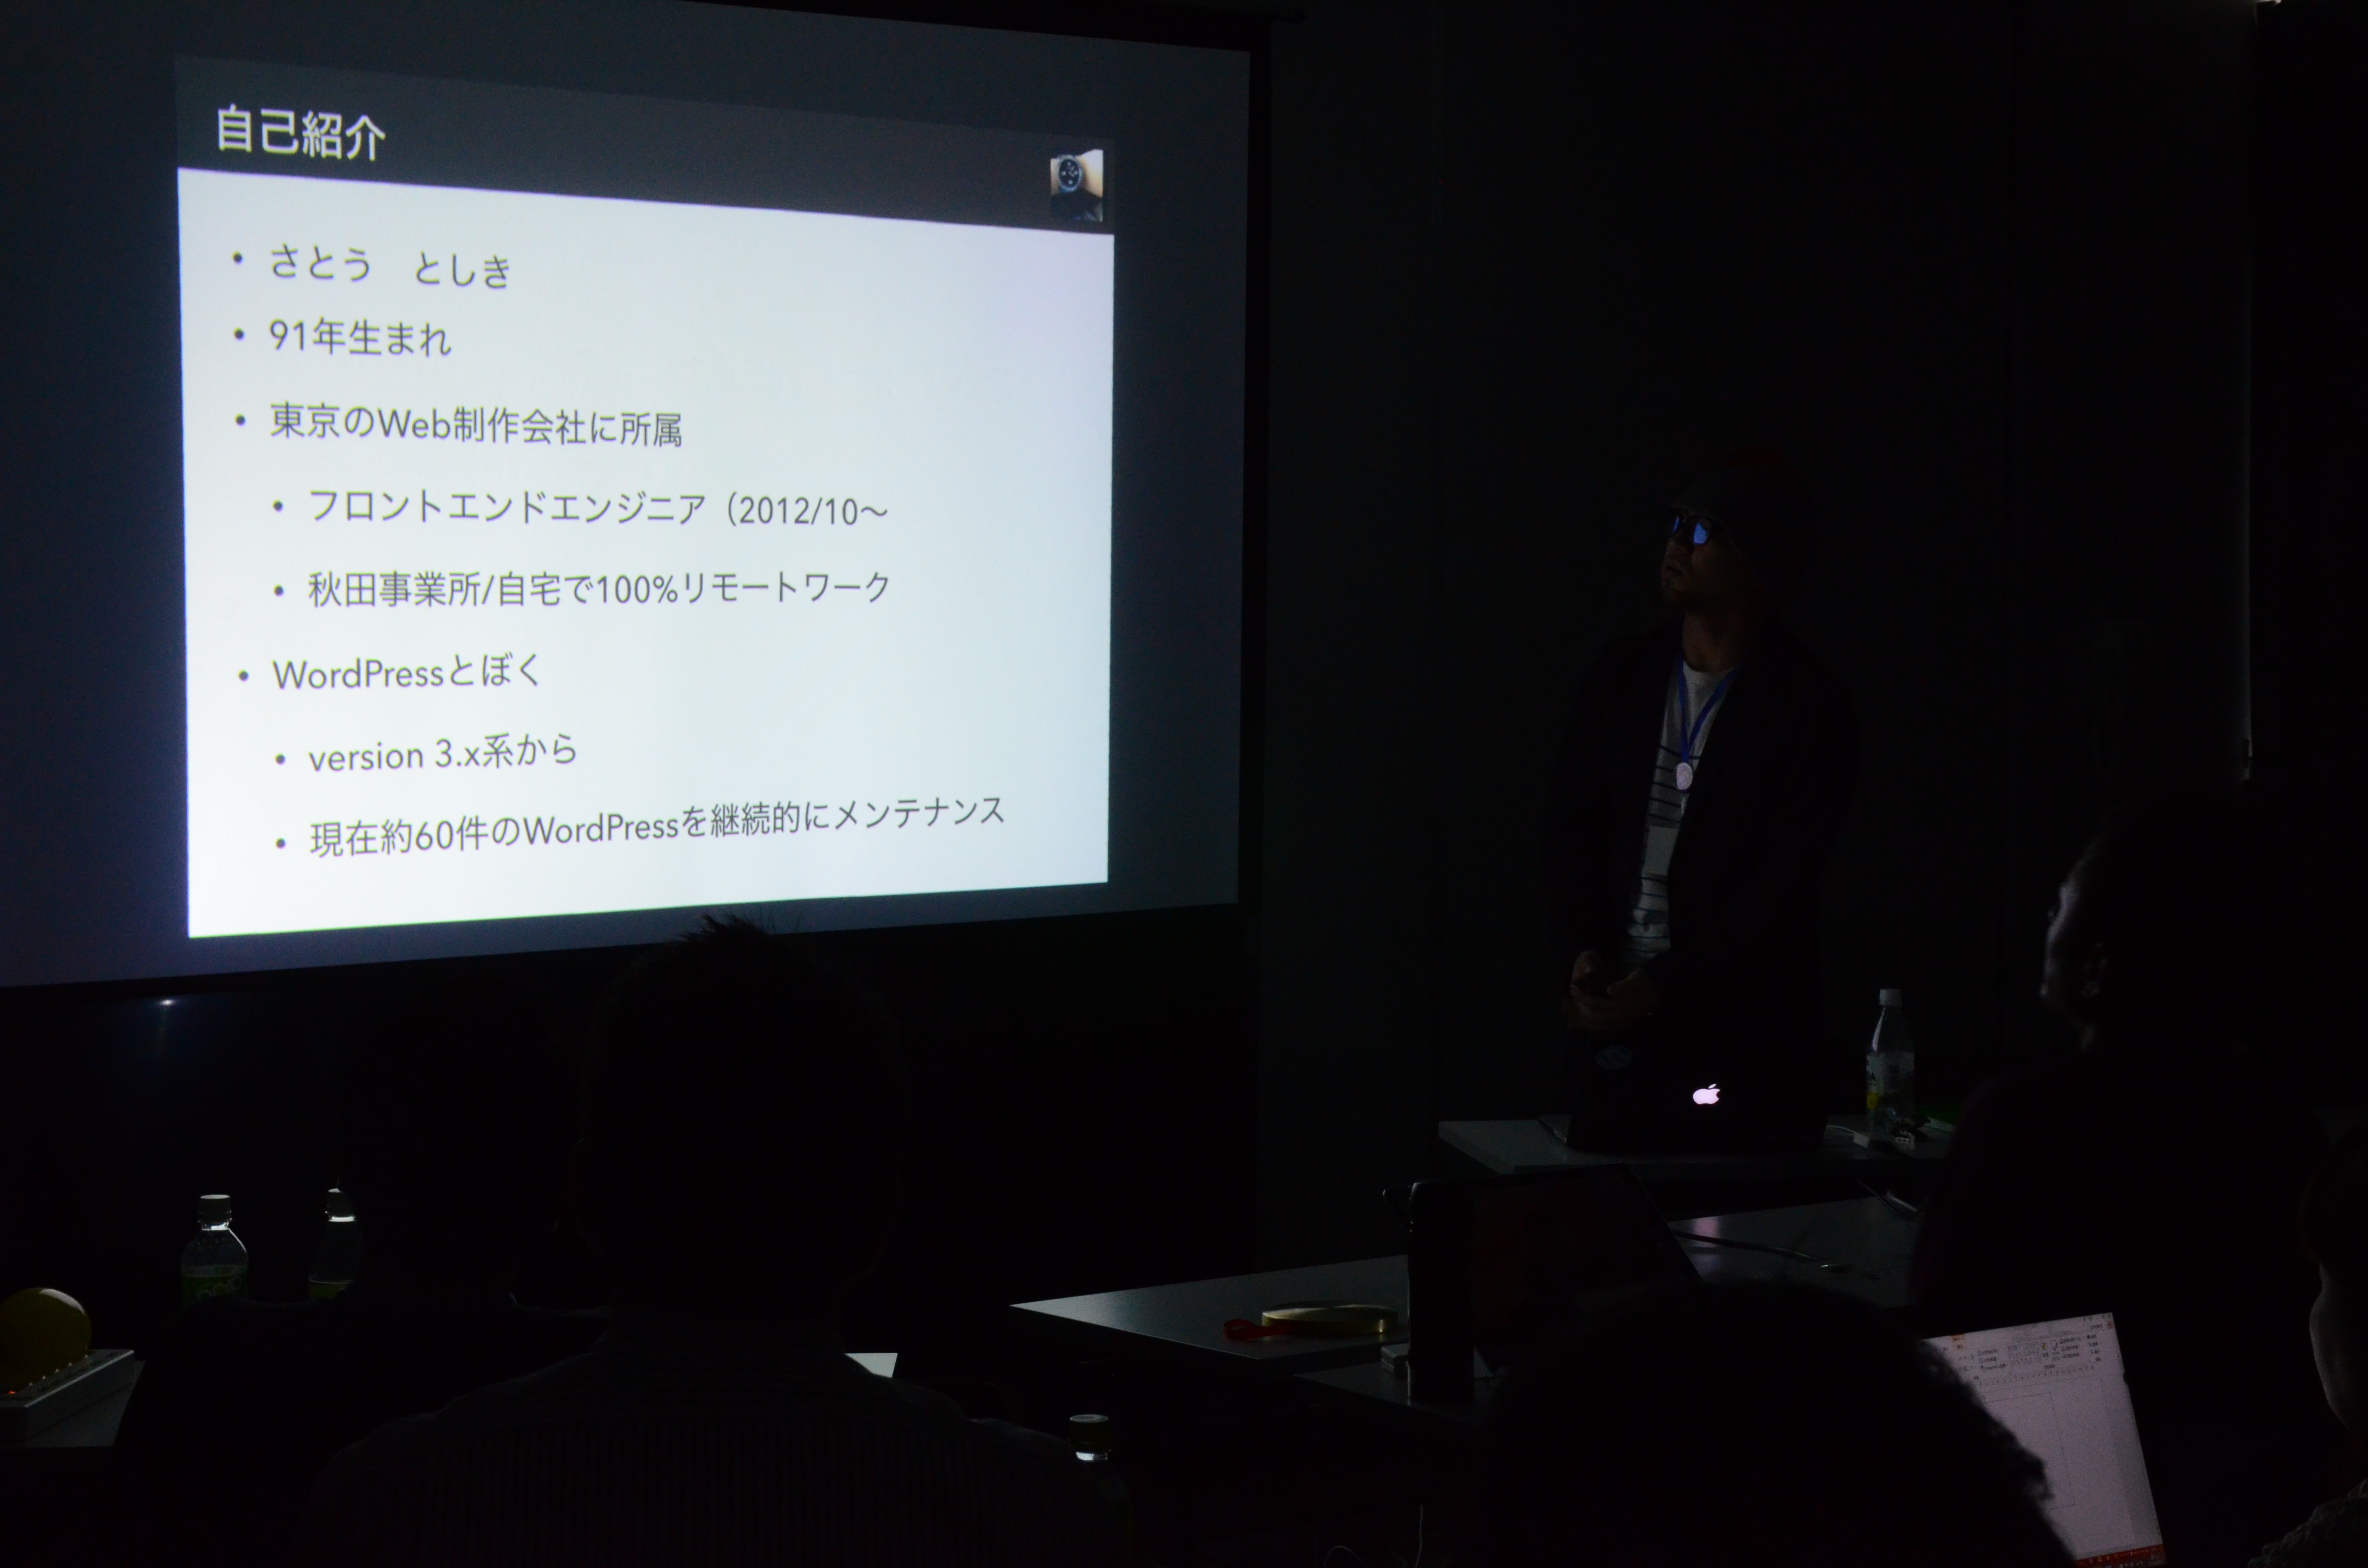 自己紹介
• さとう　としき
• 91年生まれ
• 東京のWeb制作会社に所属
• フロントエンドエンジニア（2012/10〜
• 秋田事業所/自宅で100%リモートワーク
• WordPressとぼく
• version 3.x系から
• 現在約60件のWordPressを継続的にメンテナンス